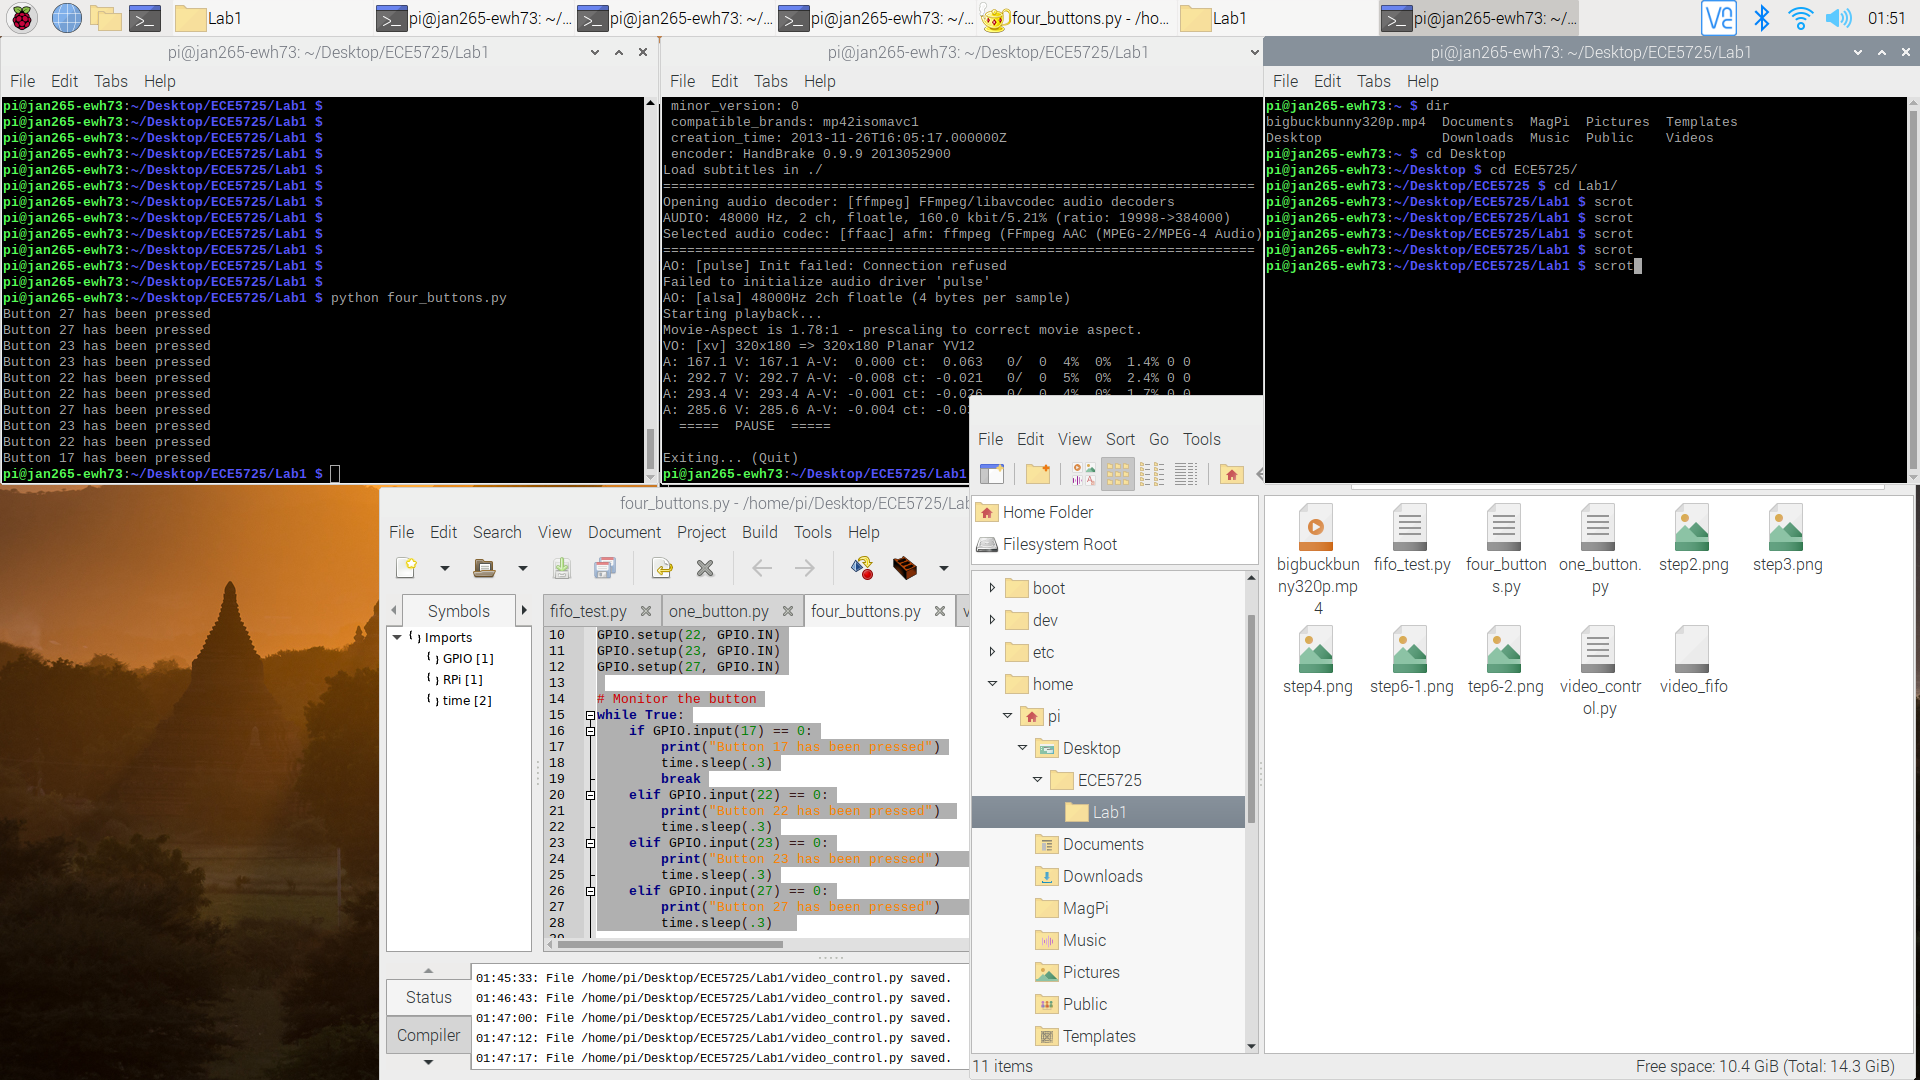 Lab1
pi@jan265-ewh73: ~/...
pi@jan265-ewh73: ~/...
pi@jan265-ewh73: ~/...
four_buttons.py - /ho...
Lab1
pi@jan265-ewh73: ~/...
01:51
pi@jan265-ewh73: ~/Desktop/ECE5725/Lab1
File Edit Tabs Help
pi@jan265-ewh73:~/Desktop/ECE5725/Lab1 $
pi@jan265-ewh73:~/Desktop/ECE5725/Lab1 $
pi@jan265-ewh73:~/Desktop/ECE5725/Lab1 $
pi@jan265-ewh73:~/Desktop/ECE5725/Lab1 $
pi@jan265-ewh73:~/Desktop/ECE5725/Lab1 $
pi@jan265-ewh73:~/Desktop/ECE5725/Lab1 $
pi@jan265-ewh73:~/Desktop/ECE5725/Lab1 $
pi@jan265-ewh73:~/Desktop/ECE5725/Lab1 $
pi@jan265-ewh73:~/Desktop/ECE5725/Lab1 $
pi@jan265-ewh73:~/Desktop/ECE5725/Lab1 $
pi@jan265-ewh73:~/Desktop/ECE5725/Lab1 $
pi@jan265-ewh73:~/Desktop/ECE5725/Lab1 $
pi@jan265-ewh73:~/Desktop/ECE5725/Lab1 $ python four_buttons.py
Button 27 has been pressed
Button 27 has been pressed
Button 23 has been pressed
Button 23 has been pressed
Button 22 has been pressed
Button 22 has been pressed
Button 27 has been pressed
Button 23 has been pressed
Button 22 has been pressed
Button 17 has been pressed
pi@jan265-ewh73:~/Desktop/ECE5725/Lab1 $
pi@jan265-ewh73: ~/Desktop/ECE5725/Lab1
File Edit Tabs Help
minor_version: 0
compatible_brands: mp42isomavc1
creation_time: 2013-11-26T16:05:17.000000Z
encoder: HandBrake 0.9.9 2013052900
Load subtitles in ./
==========================================================================
Opening audio decoder: [ffmpeg] FFmpeg/libavcodec audio decoders
AUDIO: 48000 Hz, 2 ch, floatle, 160.0 kbit/5.21% (ratio: 19998->384000)
Selected audio codec: [ffaac] afm: ffmpeg (FFmpeg AAC (MPEG-2/MPEG-4 Audio)
==========================================================================
AO: [pulse] Init failed: Connection refused
Failed to initialize audio driver 'pulse'
AO: [alsa] 48000Hz 2ch floatle (4 bytes per sample)
Starting playback...
Movie-Aspect is 1.78:1 - prescaling to correct movie aspect.
VO: [xv] 320x180 => 320x180 Planar YV12
A: 167.1 V: 167.1 A-V:  0.000 ct:  0.063   0/  0  4%  0%  1.4% 0 0
A: 292.7 V: 292.7 A-V: -0.008 ct: -0.021   0/  0  5%  0%  2.4% 0 0
A: 293.4 V: 293.4 A-V: -0.001 ct: -0.026   0/  0  4%  0%  1.7% 0 0
A: 285.6 V: 285.6 A-V: -0.004 ct: -0.0
=====  PAUSE  =====
Exiting... (Quit)
pi@jan265-ewh73:~/Desktop/ECE5725/Lab1
pi@jan265-ewh73: ~/Desktop/ECE5725/Lab1
File Edit Tabs Help
pi@jan265-ewh73:~ $ dir
bigbuckbunny320p.mp4  Documents  MagPi  Pictures  Templates
Desktop               Downloads  Music  Public    Videos
pi@jan265-ewh73:~ $ cd Desktop
pi@jan265-ewh73:~/Desktop $ cd ECE5725/
pi@jan265-ewh73:~/Desktop/ECE5725 $ cd Lab1/
pi@jan265-ewh73:~/Desktop/ECE5725/Lab1 $ scrot
pi@jan265-ewh73:~/Desktop/ECE5725/Lab1 $ scrot
pi@jan265-ewh73:~/Desktop/ECE5725/Lab1 $ scrot
pi@jan265-ewh73:~/Desktop/ECE5725/Lab1 $ scrot
pi@jan265-ewh73:~/Desktop/ECE5725/Lab1 $ scrot
four_buttons.py - /home/pi/Desktop/ECE5725/Lab
File Edit Search View Document Project Build Tools Help
Symbols
Imports
GPIO [1]
RPi [1]
time [2]
fifo_test.py
one_button.py
four_buttons.py
10 GPIO.setup(22, GPIO.IN)
11 GPIO.setup(23, GPIO.IN)
12 GPIO.setup(27, GPIO.IN)
13
14 # Monitor the button
15 while True:
16     if GPIO.input(17) == 0:
17         print("Button 17 has been pressed")
18         time.sleep(.3)
19         break
20     elif GPIO.input(22) == 0:
21         print("Button 22 has been pressed")
22         time.sleep(.3)
23     elif GPIO.input(23) == 0:
24         print("Button 23 has been pressed")
25         time.sleep(.3)
26     elif GPIO.input(27) == 0:
27         print("Button 27 has been pressed")
28         time.sleep(.3)
Status
Compiler
01:45:33: File /home/pi/Desktop/ECE5725/Lab1/video_control.py saved.
01:46:43: File /home/pi/Desktop/ECE5725/Lab1/video_control.py saved.
01:47:00: File /home/pi/Desktop/ECE5725/Lab1/video_control.py saved.
01:47:12: File /home/pi/Desktop/ECE5725/Lab1/video_control.py saved.
01:47:17: File /home/pi/Desktop/ECE5725/Lab1/video_control.py saved.
File Edit View Sort Go Tools
Home Folder
Filesystem Root
boot
dev
etc
home
pi
Desktop
ECE5725
Lab1
Documents
Downloads
MagPi
Music
Pictures
Public
Templates
bigbuckbu
nny320p.mp
4
fifo_test.py
four_button
s.py
one_button.
py
step2.png
step3.png
step4.png
step6-1.png
tep6-2.png
video_contr
ol.py
video_fifo
11 items
Free space: 10.4 GiB (Total: 14.3 GiB)